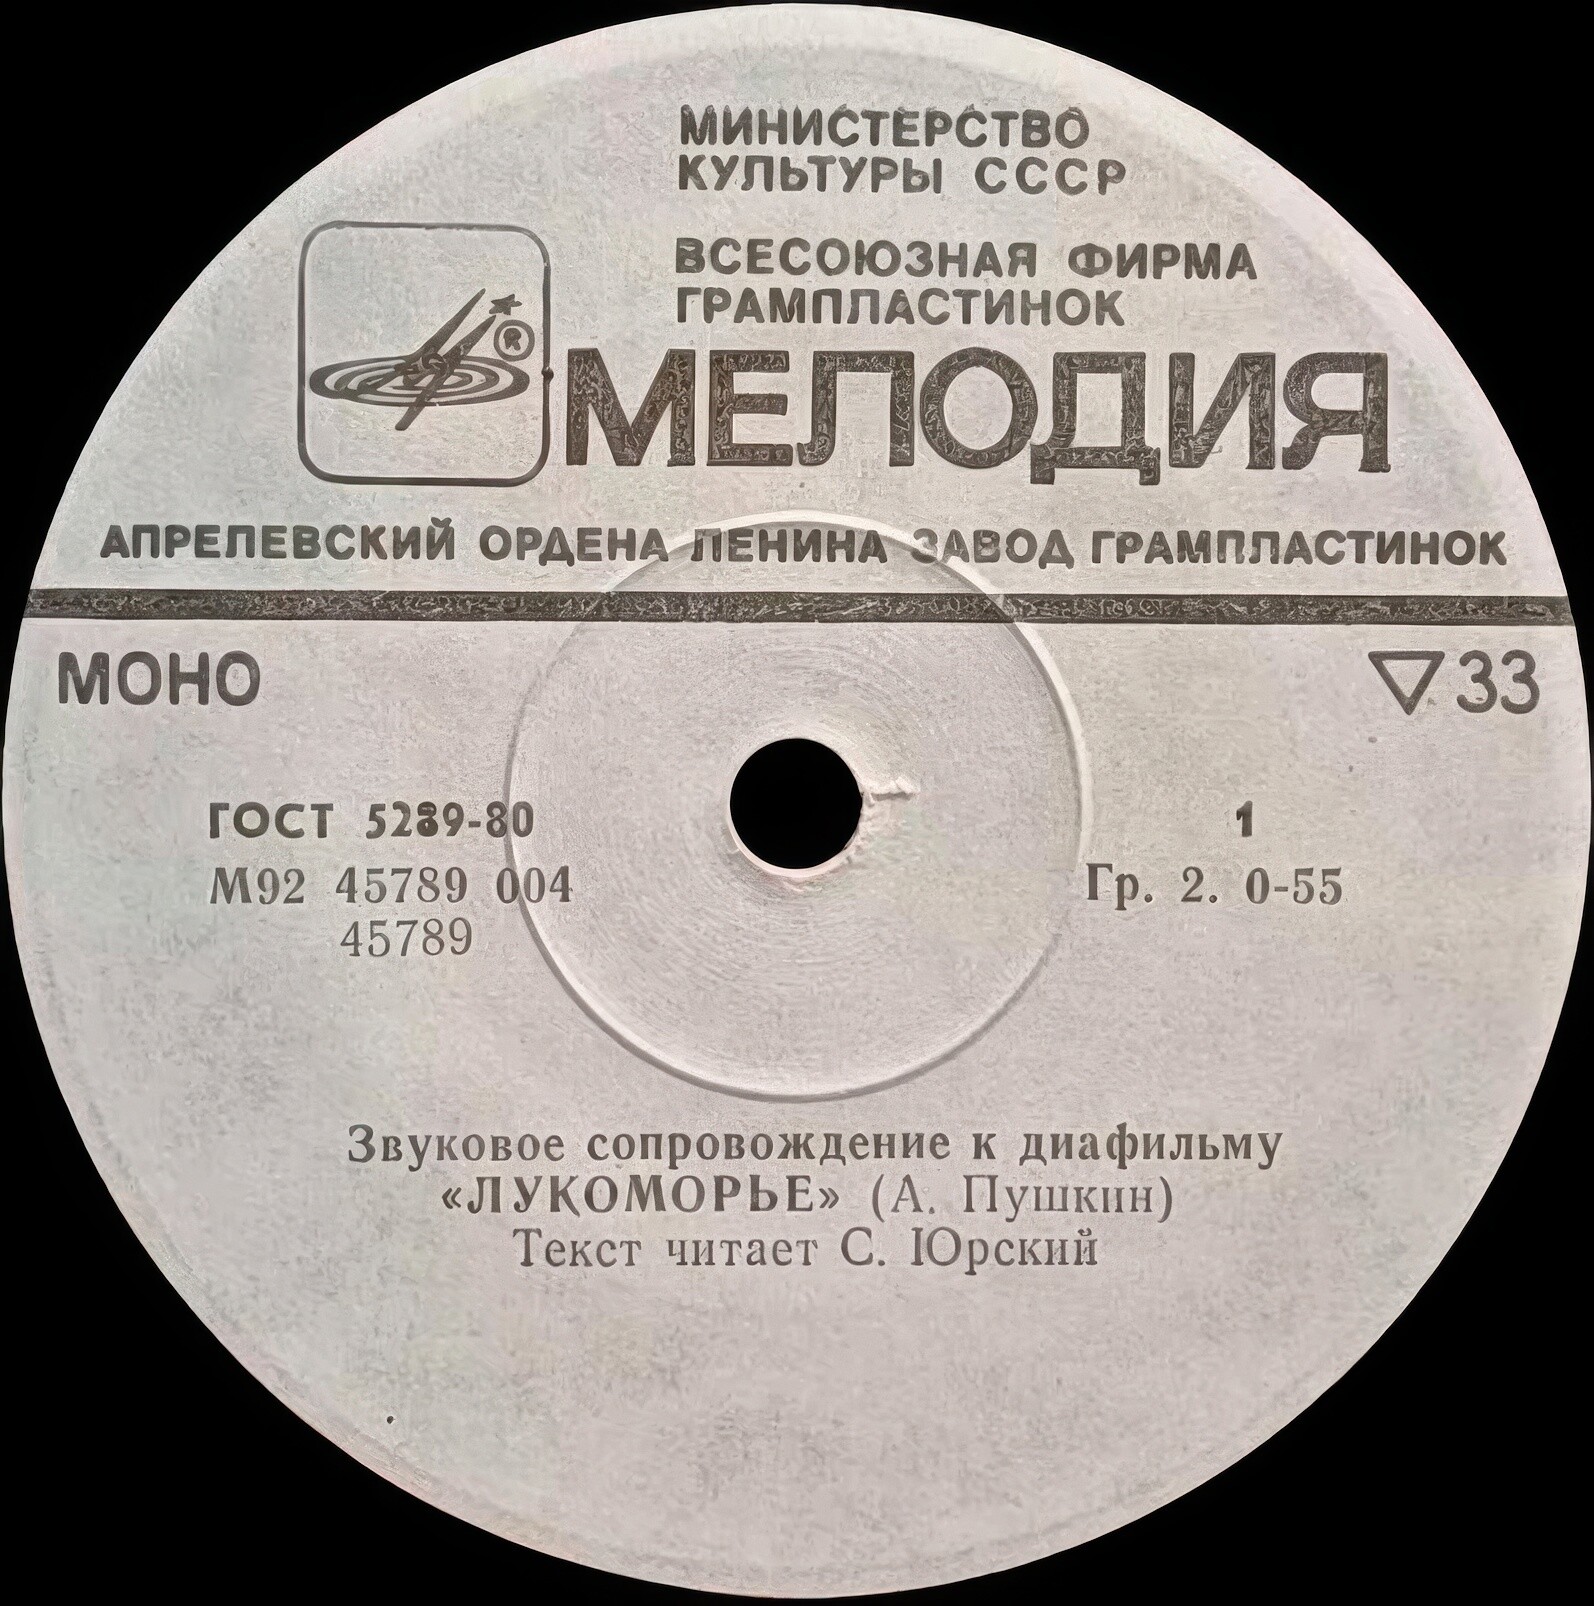 МИНИСТЕРСТВО
КУЛЬТУРЫ СССР
ВСЕСОЮЗНАЯ ФИРМА
ГРАМПЛАСТИНОК
®
МЕЛОДИЯ
АПРЕЛЕВСКИЙ ОРДЕНА ЛЕНИНА ЗАВОД ГРАМПЛАСТИНОК
МОНО
▽33
ГОСТ 5289-80
1
М92 45789 004
Гр. 2. 0-55
45789
Звуковое сопровождение к диафильму
«ЛУКОМОРЬЕ» (А. Пушкин)
Текст читает С. Юрский